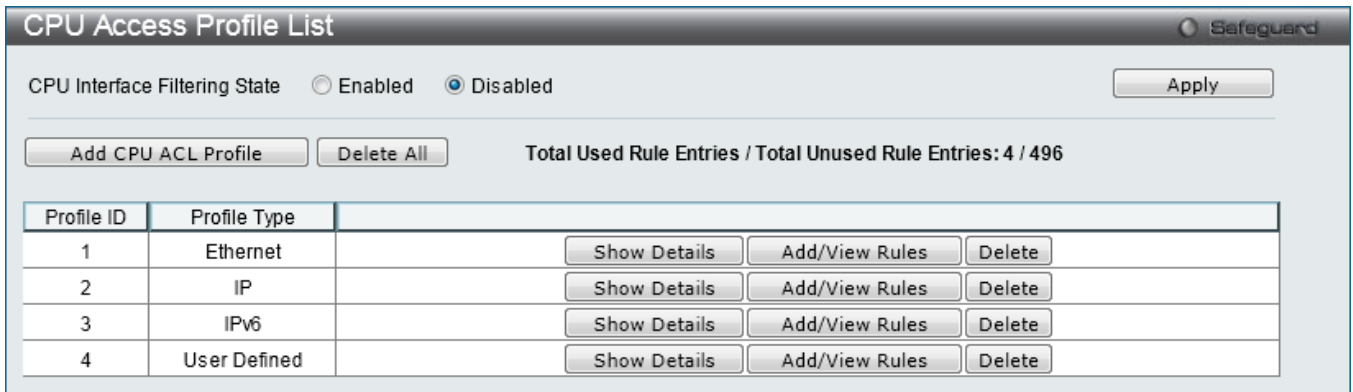 CPU Access Profile List Safeguard
CPU Interface Filtering State Enabled Disabled Apply
Add CPU ACL Profile Delete All Total Used Rule Entries / Total Unused Rule Entries: 4 / 496
Profile ID Profile Type
1 Ethernet Show Details Add/View Rules Delete
2 IP Show Details Add/View Rules Delete
3 IPv6 Show Details Add/View Rules Delete
4 User Defined Show Details Add/View Rules Delete